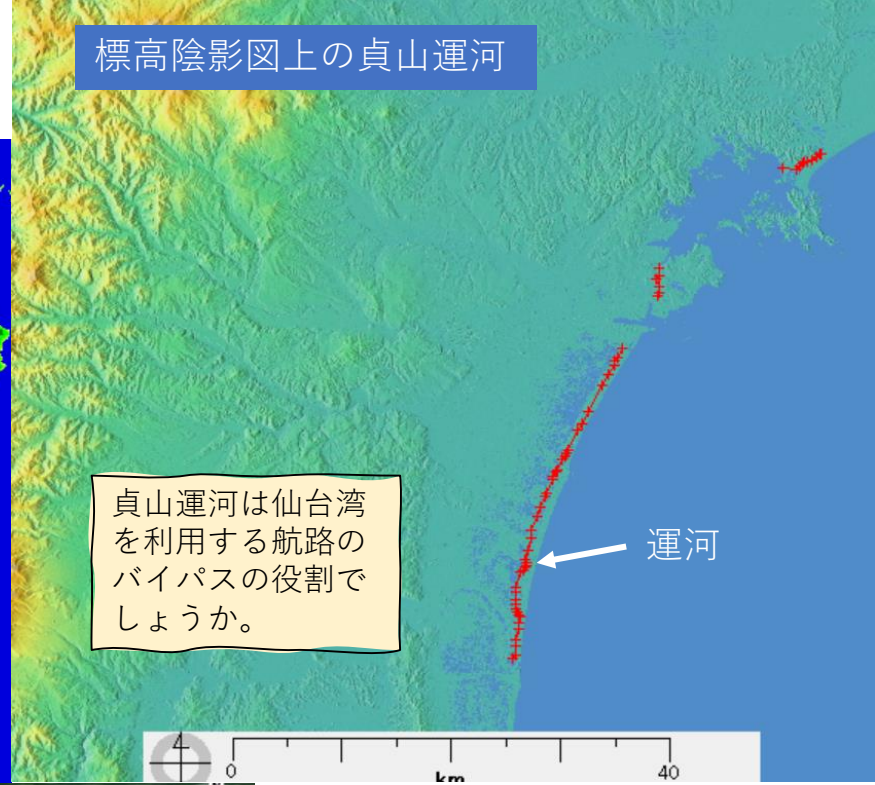 標高陰影図上の貞山運河
貞山運河は仙台湾
を利用する航路の
バイパスの役割で
しょうか。
運河
0
40
km